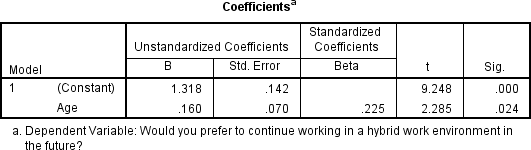 Coefficientsa
Unstandardized Coefficients Standardized Coefficients
Model B Std. Error Beta t Sig.
1 (Constant) 1.318 .142 9.248 .000
Age .160 .070 .225 2.285 .024
a. Dependent Variable: Would you prefer to continue working in a hybrid work environment in
the future?